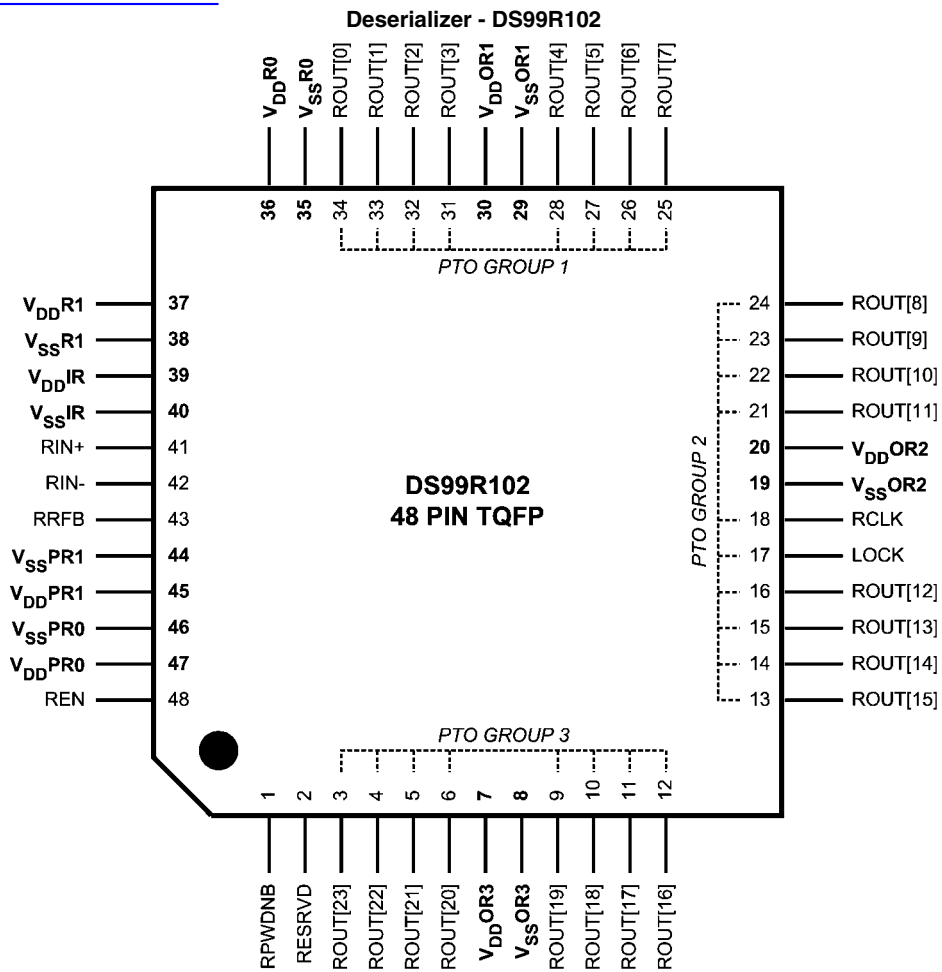 Deserializer - DS99R102
VDDR0
VSSR0
ROUT[0]
ROUT[1]
ROUT[2]
ROUT[3]
VDDOR1
VSSOR1
ROUT[4]
ROUT[5]
ROUT[6]
ROUT[7]
36 35 34 33 32 31 30 29 28 27 26 25
PTO GROUP 1
VDDR1 37
VSSR1 38
VDDIR 39
VSSIR 40
RIN+ 41
RIN- 42
RRFB 43
VSSPR1 44
VDDPR1 45
VSSPR0 46
VDDPR0 47
REN 48
DS99R102
48 PIN TQFP
PTO GROUP 2
24 ROUT[8]
23 ROUT[9]
22 ROUT[10]
21 ROUT[11]
20 VDDOR2
19 VSSOR2
18 RCLK
17 LOCK
16 ROUT[12]
15 ROUT[13]
14 ROUT[14]
13 ROUT[15]
PTO GROUP 3
1 2 3 4 5 6 7 8 9 10 11 12
RPWDNB
RESRVD
ROUT[23]
ROUT[22]
ROUT[21]
ROUT[20]
VDDOR3
VSSOR3
ROUT[19]
ROUT[18]
ROUT[17]
ROUT[16]